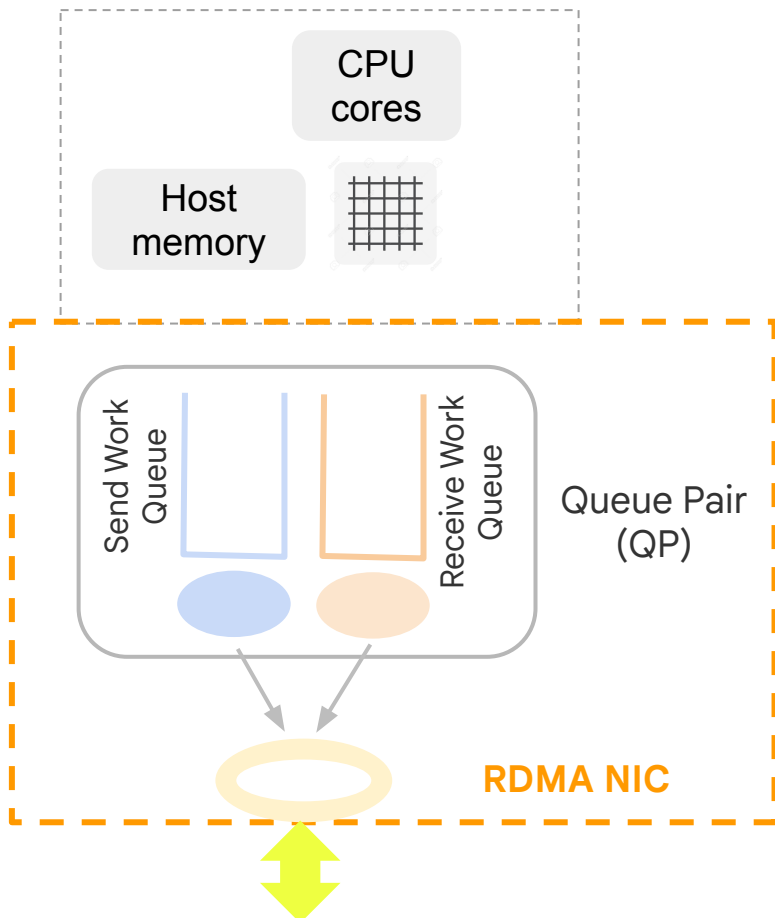 CPU
cores
Host
memory
Send Work
Queue
Receive Work
Queue
Queue Pair
(QP)
RDMA NIC